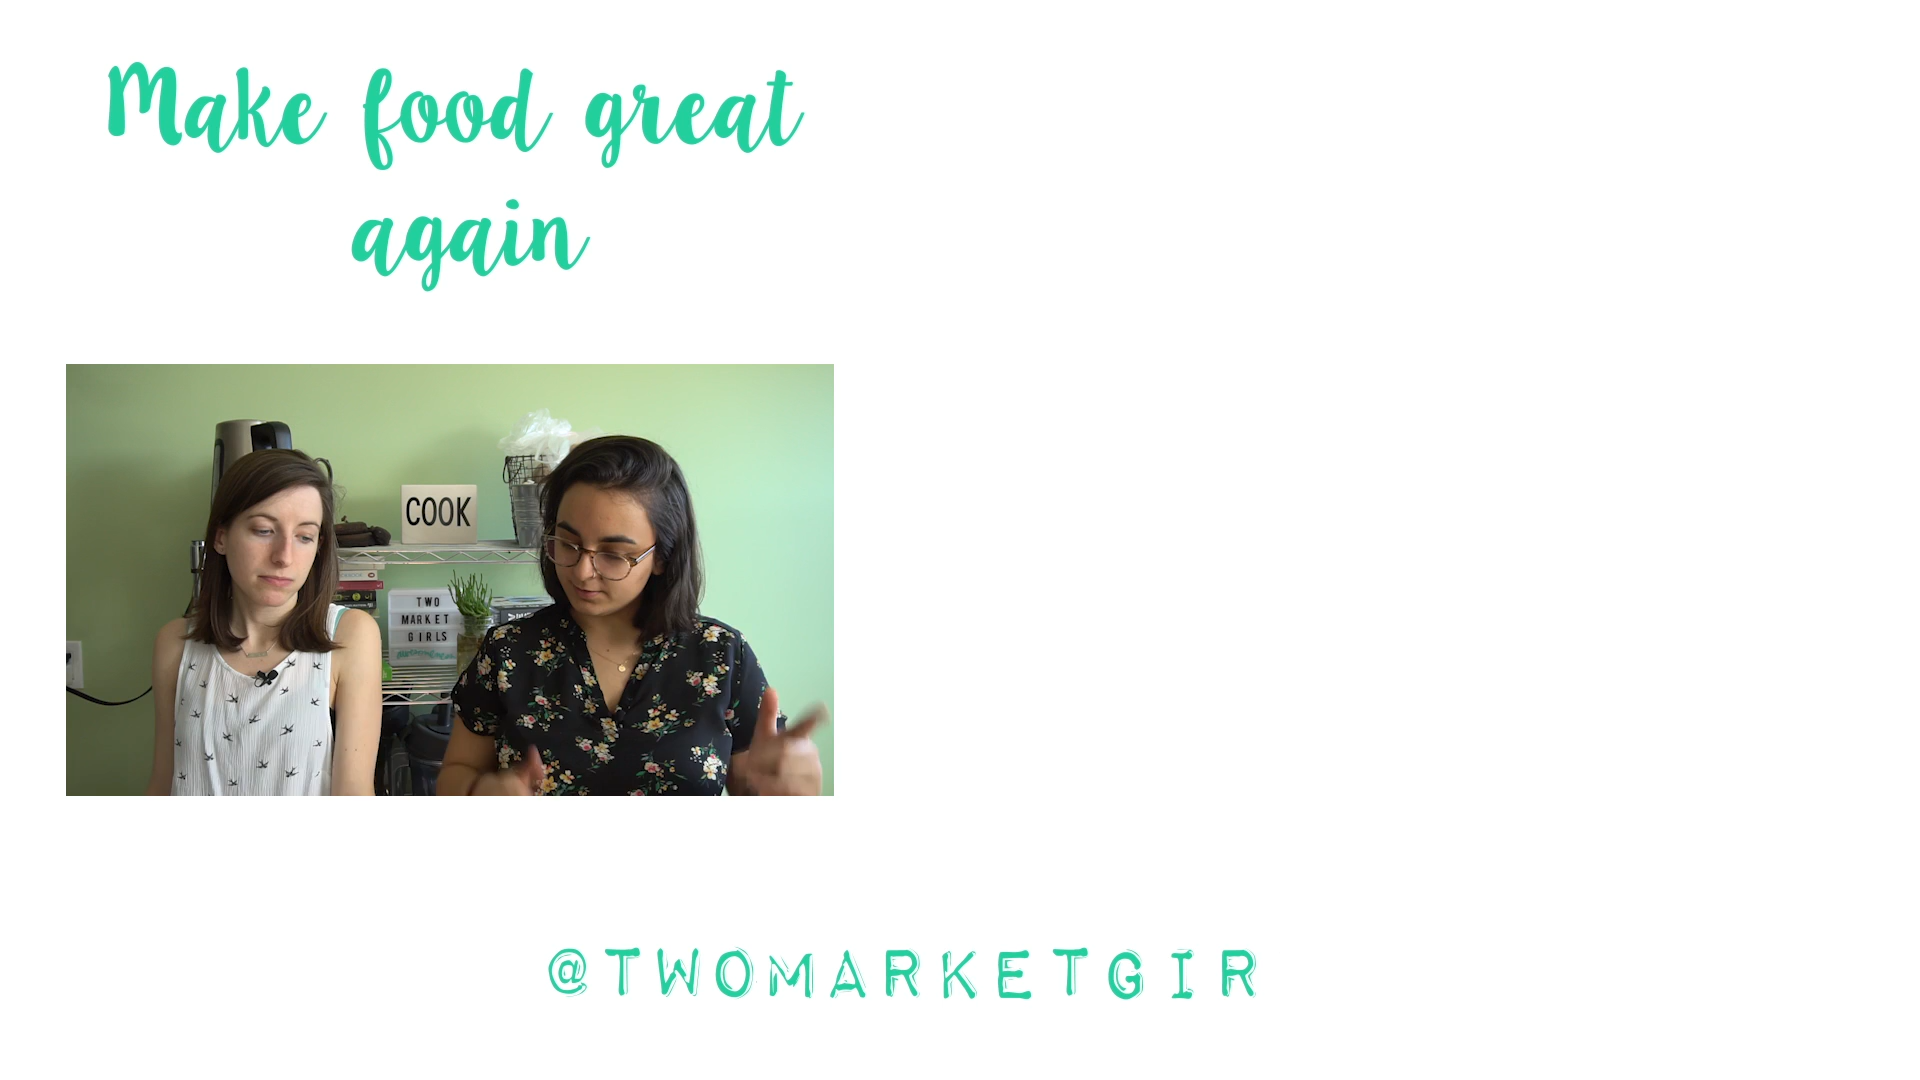 Make food great
again
COOK
TWO
MARKET
GIRLS
@TWOMARKETGIR